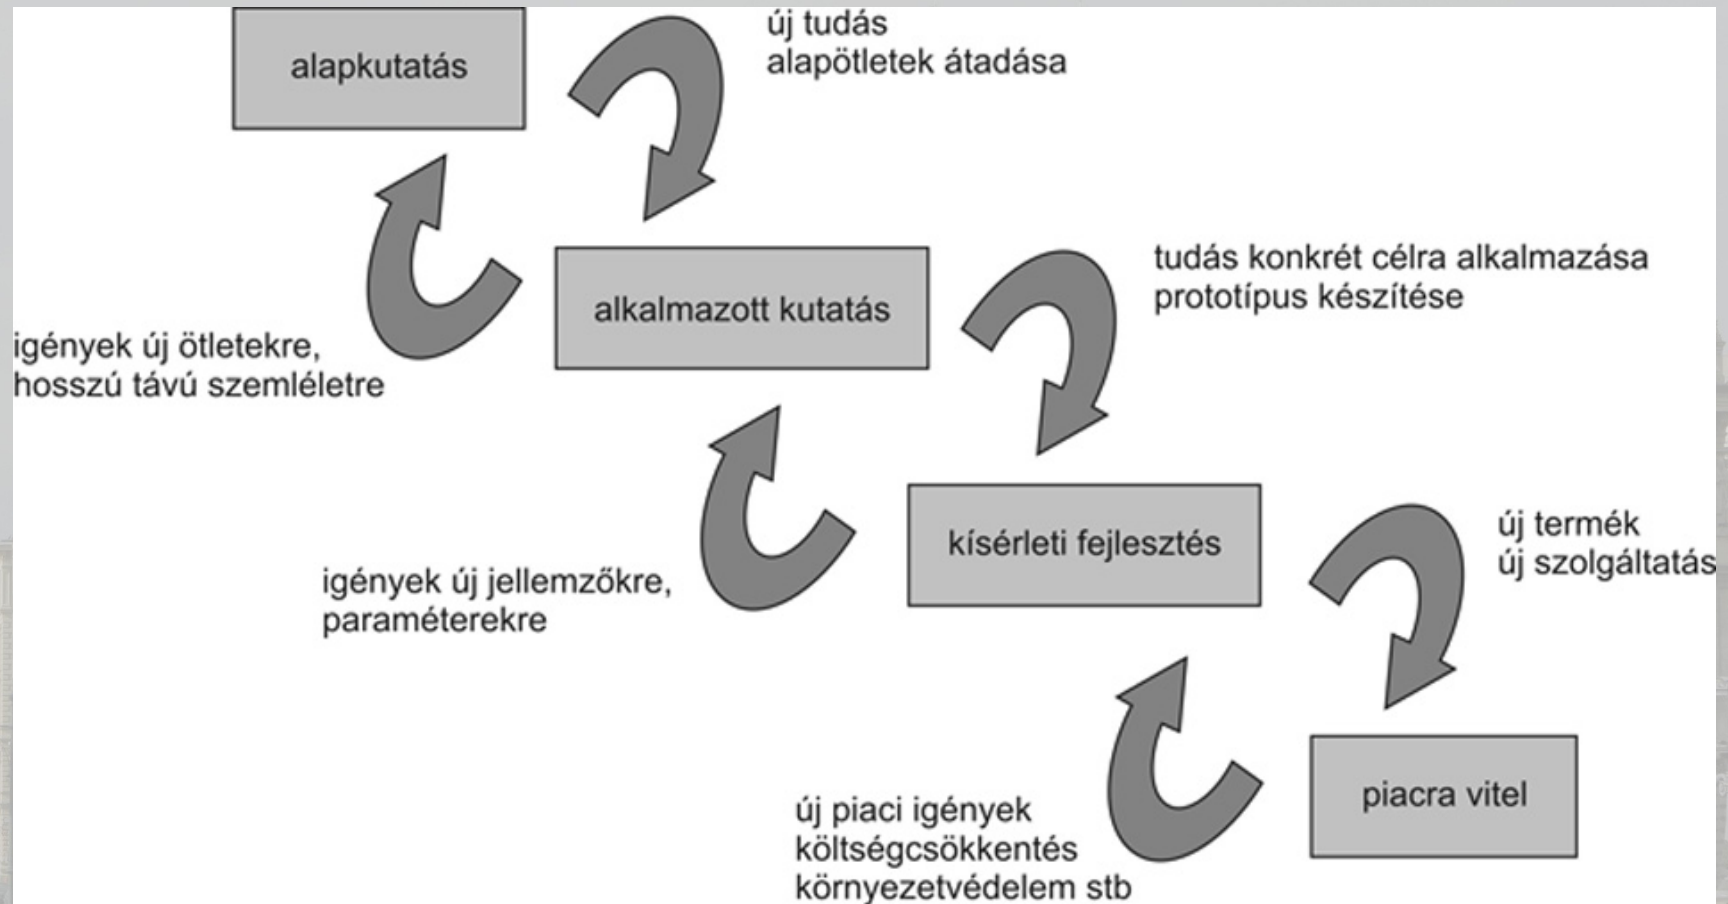 alapkutatás
új tudás
alapötletek átadása
igények új ötletekre,
hosszú távú szemléletre
alkalmazott kutatás
tudás konkrét célra alkalmazása
prototípus készítése
igények új jellemzőkre,
paraméterekre
kísérleti fejlesztés
új termék
új szolgáltatás
új piaci igények
költségcsökkentés
környezetvédelem stb
piacra vitel